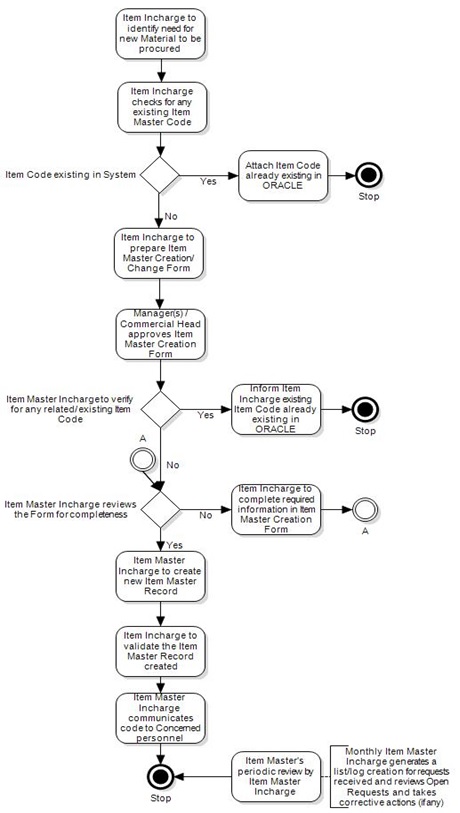 Item Incharge to
identify need for
new Material to be
procured
Item Incharge
checks for any
existing Item
Master Code
Item Code existing in System
Yes
Attach Item Code
already existing in
ORACLE
Stop
No
Item Incharge to
prepare Item
Master Creation/
Change Form
Manager(s) /
Commercial Head
approves Item
Master Creation
Form
Item Master Incharge to verify
for any related/existing Item
Code
Yes
Inform Item
Incharge existing
Item Code already
existing in
ORACLE
Stop
A
No
Item Master Incharge reviews
the Form for completeness
No
Item Incharge to
complete required
information in Item
Master Creation
Form
A
Yes
Item Master
Incharge to create
new Item Master
Record
Item Incharge to
validate the Item
Master Record
created
Item Master
Incharge
communicates
code to Concerned
personnel
Stop
Item Master's
periodic review by
Item Master
Incharge
Monthly Item Master
Incharge generates a
list/log creation for requests
received and reviews Open
Requests and takes
corrective actions (if any)